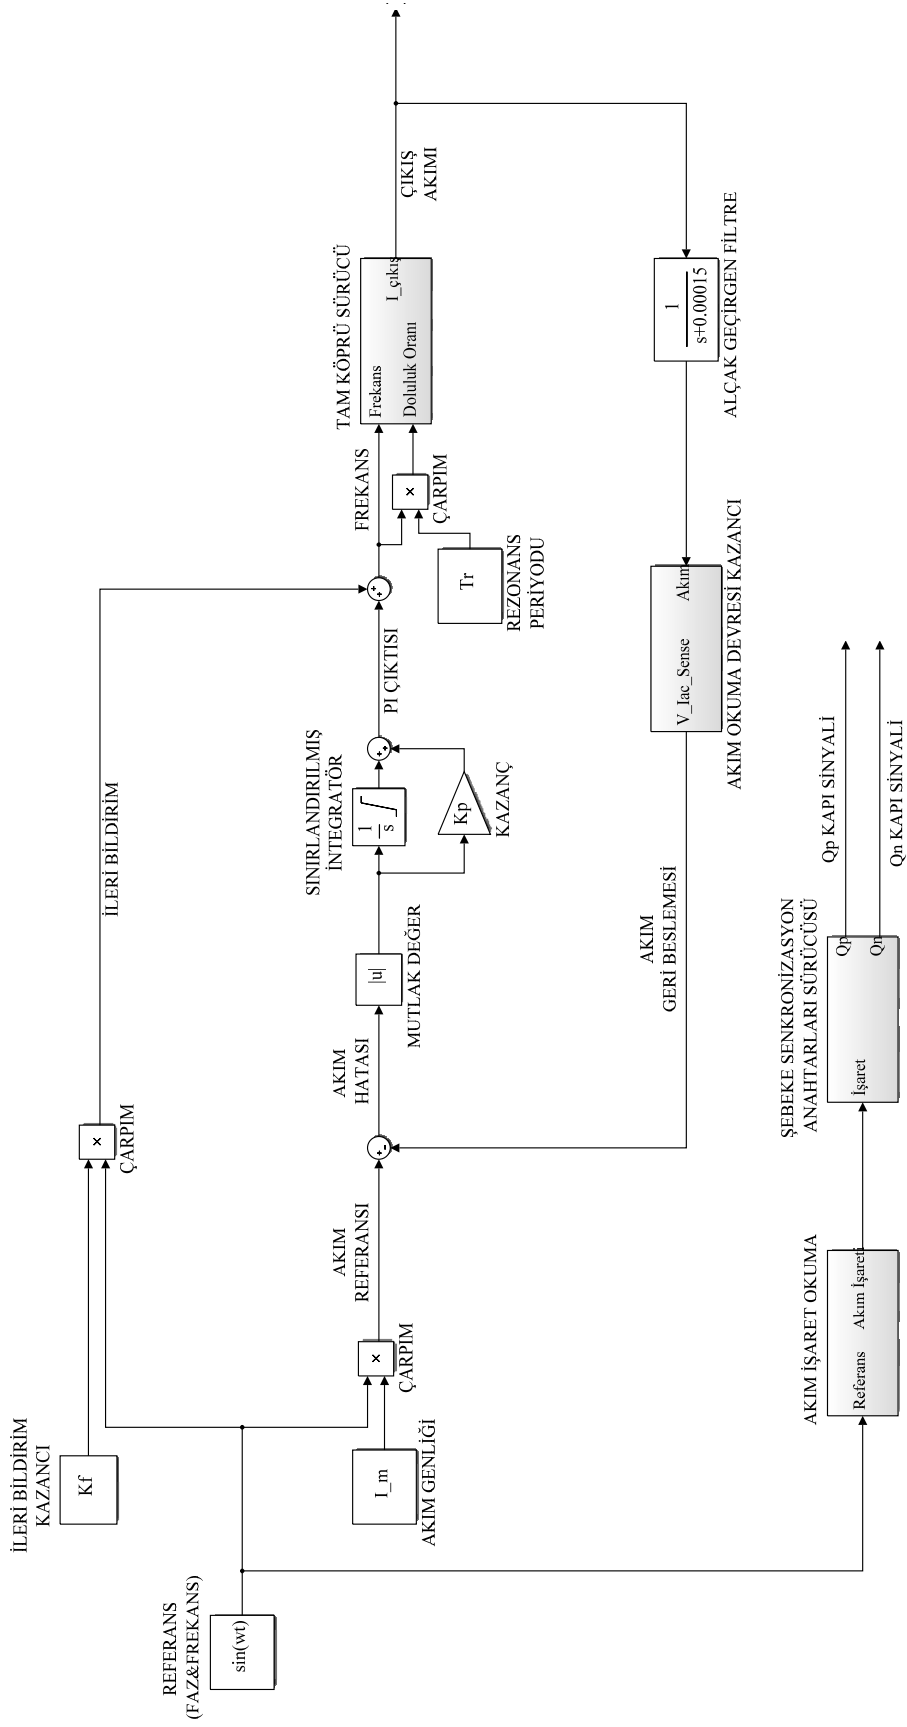 REFERANS
(FAZ&FREKANS)
sin(wt)
İLERİ BİLDİRİM
KAZANCI
Kf
×
ÇARPIM
İLERİ BİLDİRİM
I_m
AKIM GENLİĞİ
×
ÇARPIM
AKIM
REFERANSI
+
-
AKIM
HATASI
|u|
MUTLAK DEĞER
SINIRLANDIRILMIŞ
İNTEGRATÖR
1
s
Kp
KAZANÇ
+
+
PI ÇIKTISI
+
+
FREKANS
Tr
REZONANS
PERİYODU
×
ÇARPIM
TAM KÖPRÜ SÜRÜCÜ
Frekans
I_çıkış
Doluluk Oranı
ÇIKIŞ
AKIMI
1
s+0.00015
ALÇAK GEÇİRGEN FİLTRE
V_Iac_Sense
Akım
AKIM OKUMA DEVRESİ KAZANCI
AKIM
GERİ BESLEMESİ
AKIM İŞARET OKUMA
Referans
Akım İşareti
ŞEBEKE SENKRONİZASYON
ANAHTARLARI SÜRÜCÜSÜ
İşaret
Qp
Qn
Qp KAPI SİNYALİ
Qn KAPI SİNYALİ